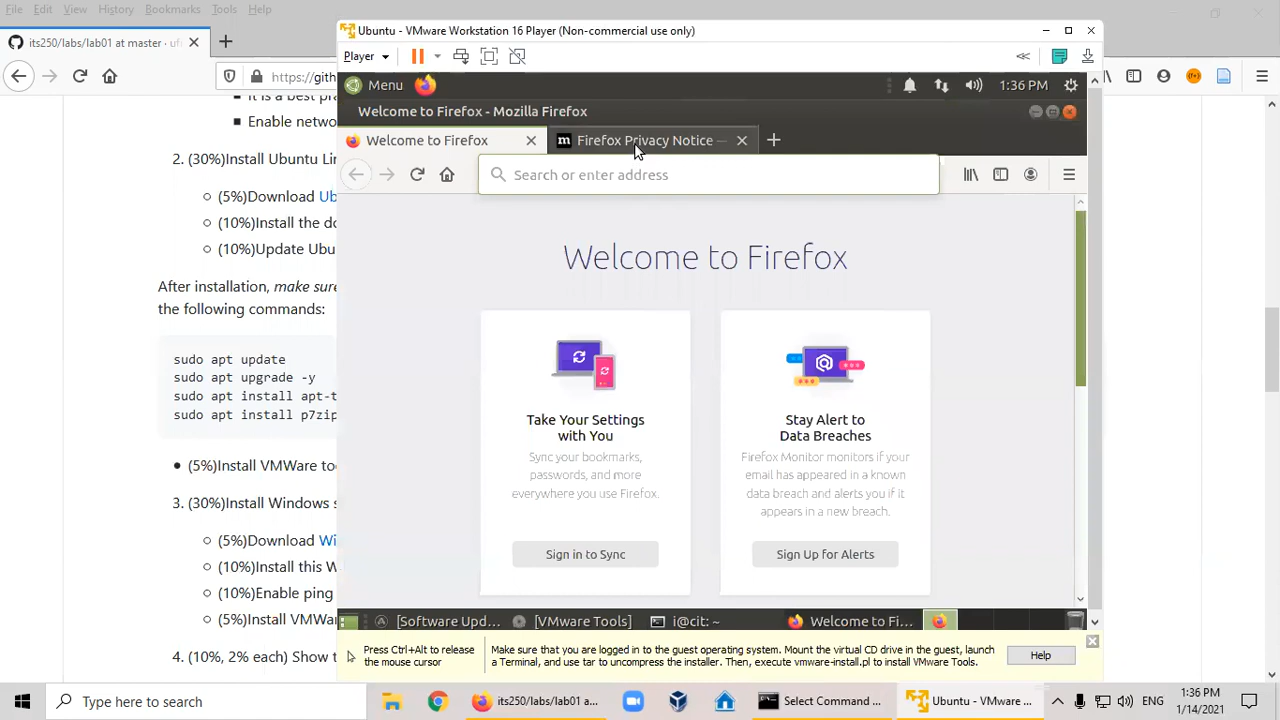 File Edit View History Bookmarks Tools Help
its250/labs/lab01 at master · uf
https://gith
It is a best pra
Enable netwo
2. (30%)Install Ubuntu Lin
(5%)Download Ub
(10%)Install the do
(10%)Update Ubu
After installation, make sure
the following commands:
sudo apt update
sudo apt upgrade -y
sudo apt install apt-t
sudo apt install p7zip
(5%)Install VMWare too
3. (30%)Install Windows s
(5%)Download Wi
(10%)Install this W
(10%)Enable ping
(5%)Install VMWar
4. (10%, 2% each) Show t
Ubuntu - VMware Workstation 16 Player (Non-commercial use only)
Player
Menu
1:36 PM
Welcome to Firefox - Mozilla Firefox
Welcome to Firefox
Firefox Privacy Notice —
Search or enter address
Welcome to Firefox
Take Your Settings
with You
Sync your bookmarks,
passwords, and more
everywhere you use Firefox.
Sign in to Sync
Stay Alert to
Data Breaches
Firefox Monitor monitors if your
email has appeared in a known
data breach and alerts you if it
appears in a new breach.
Sign Up for Alerts
[Software Upd...
[VMware Tools]
i@cit: ~
Welcome to Fi...
Press Ctrl+Alt to release
the mouse cursor
Make sure that you are logged in to the guest operating system. Mount the virtual CD drive in the guest, launch
a Terminal, and use tar to uncompress the installer. Then, execute vmware-install.pl to install VMware Tools.
Help
Type here to search
its250/labs/lab01 a...
Select Command ...
Ubuntu - VMware ...
ENG
1:36 PM
1/14/2021